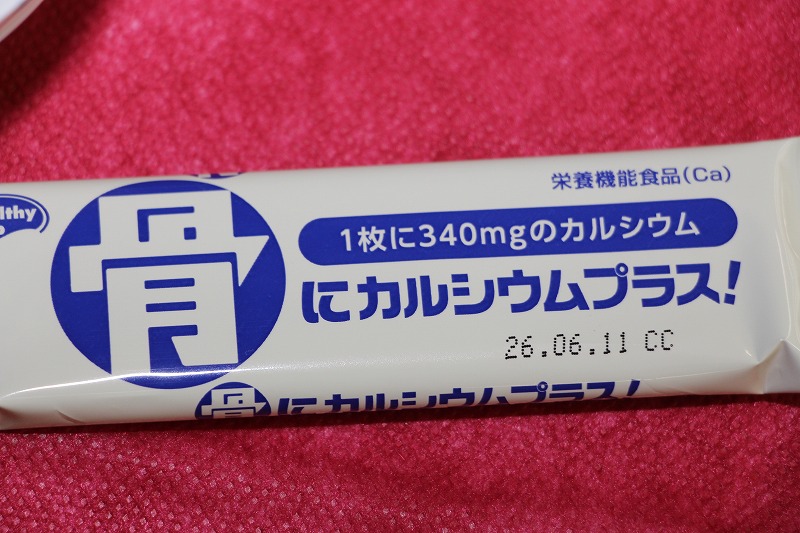 栄養機能食品(Ca)
1枚に340mgのカルシウム
骨にカルシウムプラス!
26.06.11 CC
骨にカルシウムプラス!